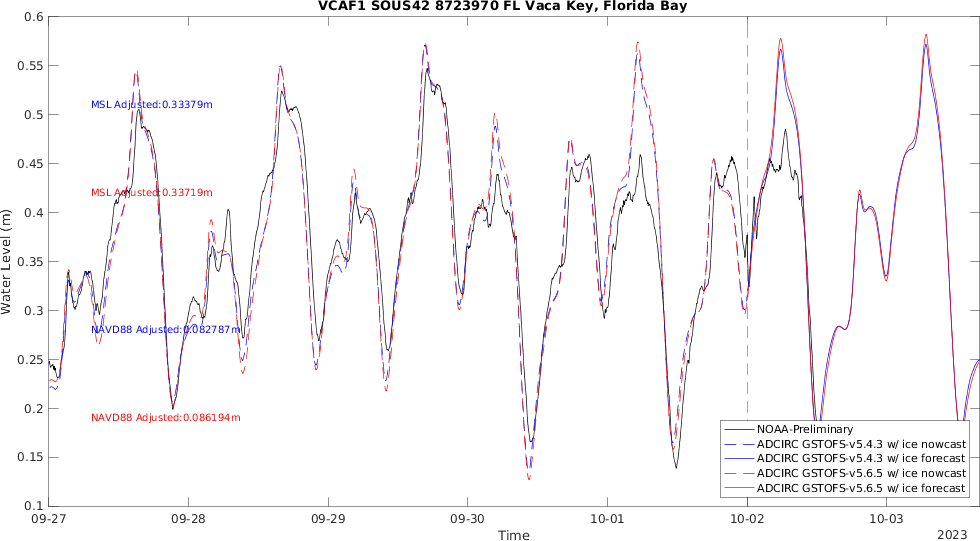 VCAF1 SOUS42 8723970 FL Vaca Key, Florida Bay
0.6
0.55
0.5
0.45
0.4
0.35
0.3
0.25
0.2
0.15
0.1
Water Level (m)
MSL Adjusted:0.33379m
MSL Adjusted:0.33719m
NAVD88 Adjusted:0.082787m
NAVD88 Adjusted:0.086194m
NOAA-Preliminary
ADCIRC GSTOFS-v5.4.3 w/ ice nowcast
ADCIRC GSTOFS-v5.4.3 w/ ice forecast
ADCIRC GSTOFS-v5.6.5 w/ ice nowcast
ADCIRC GSTOFS-v5.6.5 w/ ice forecast
09-27 09-28 09-29 09-30 10-01 10-02 10-03
Time
2023